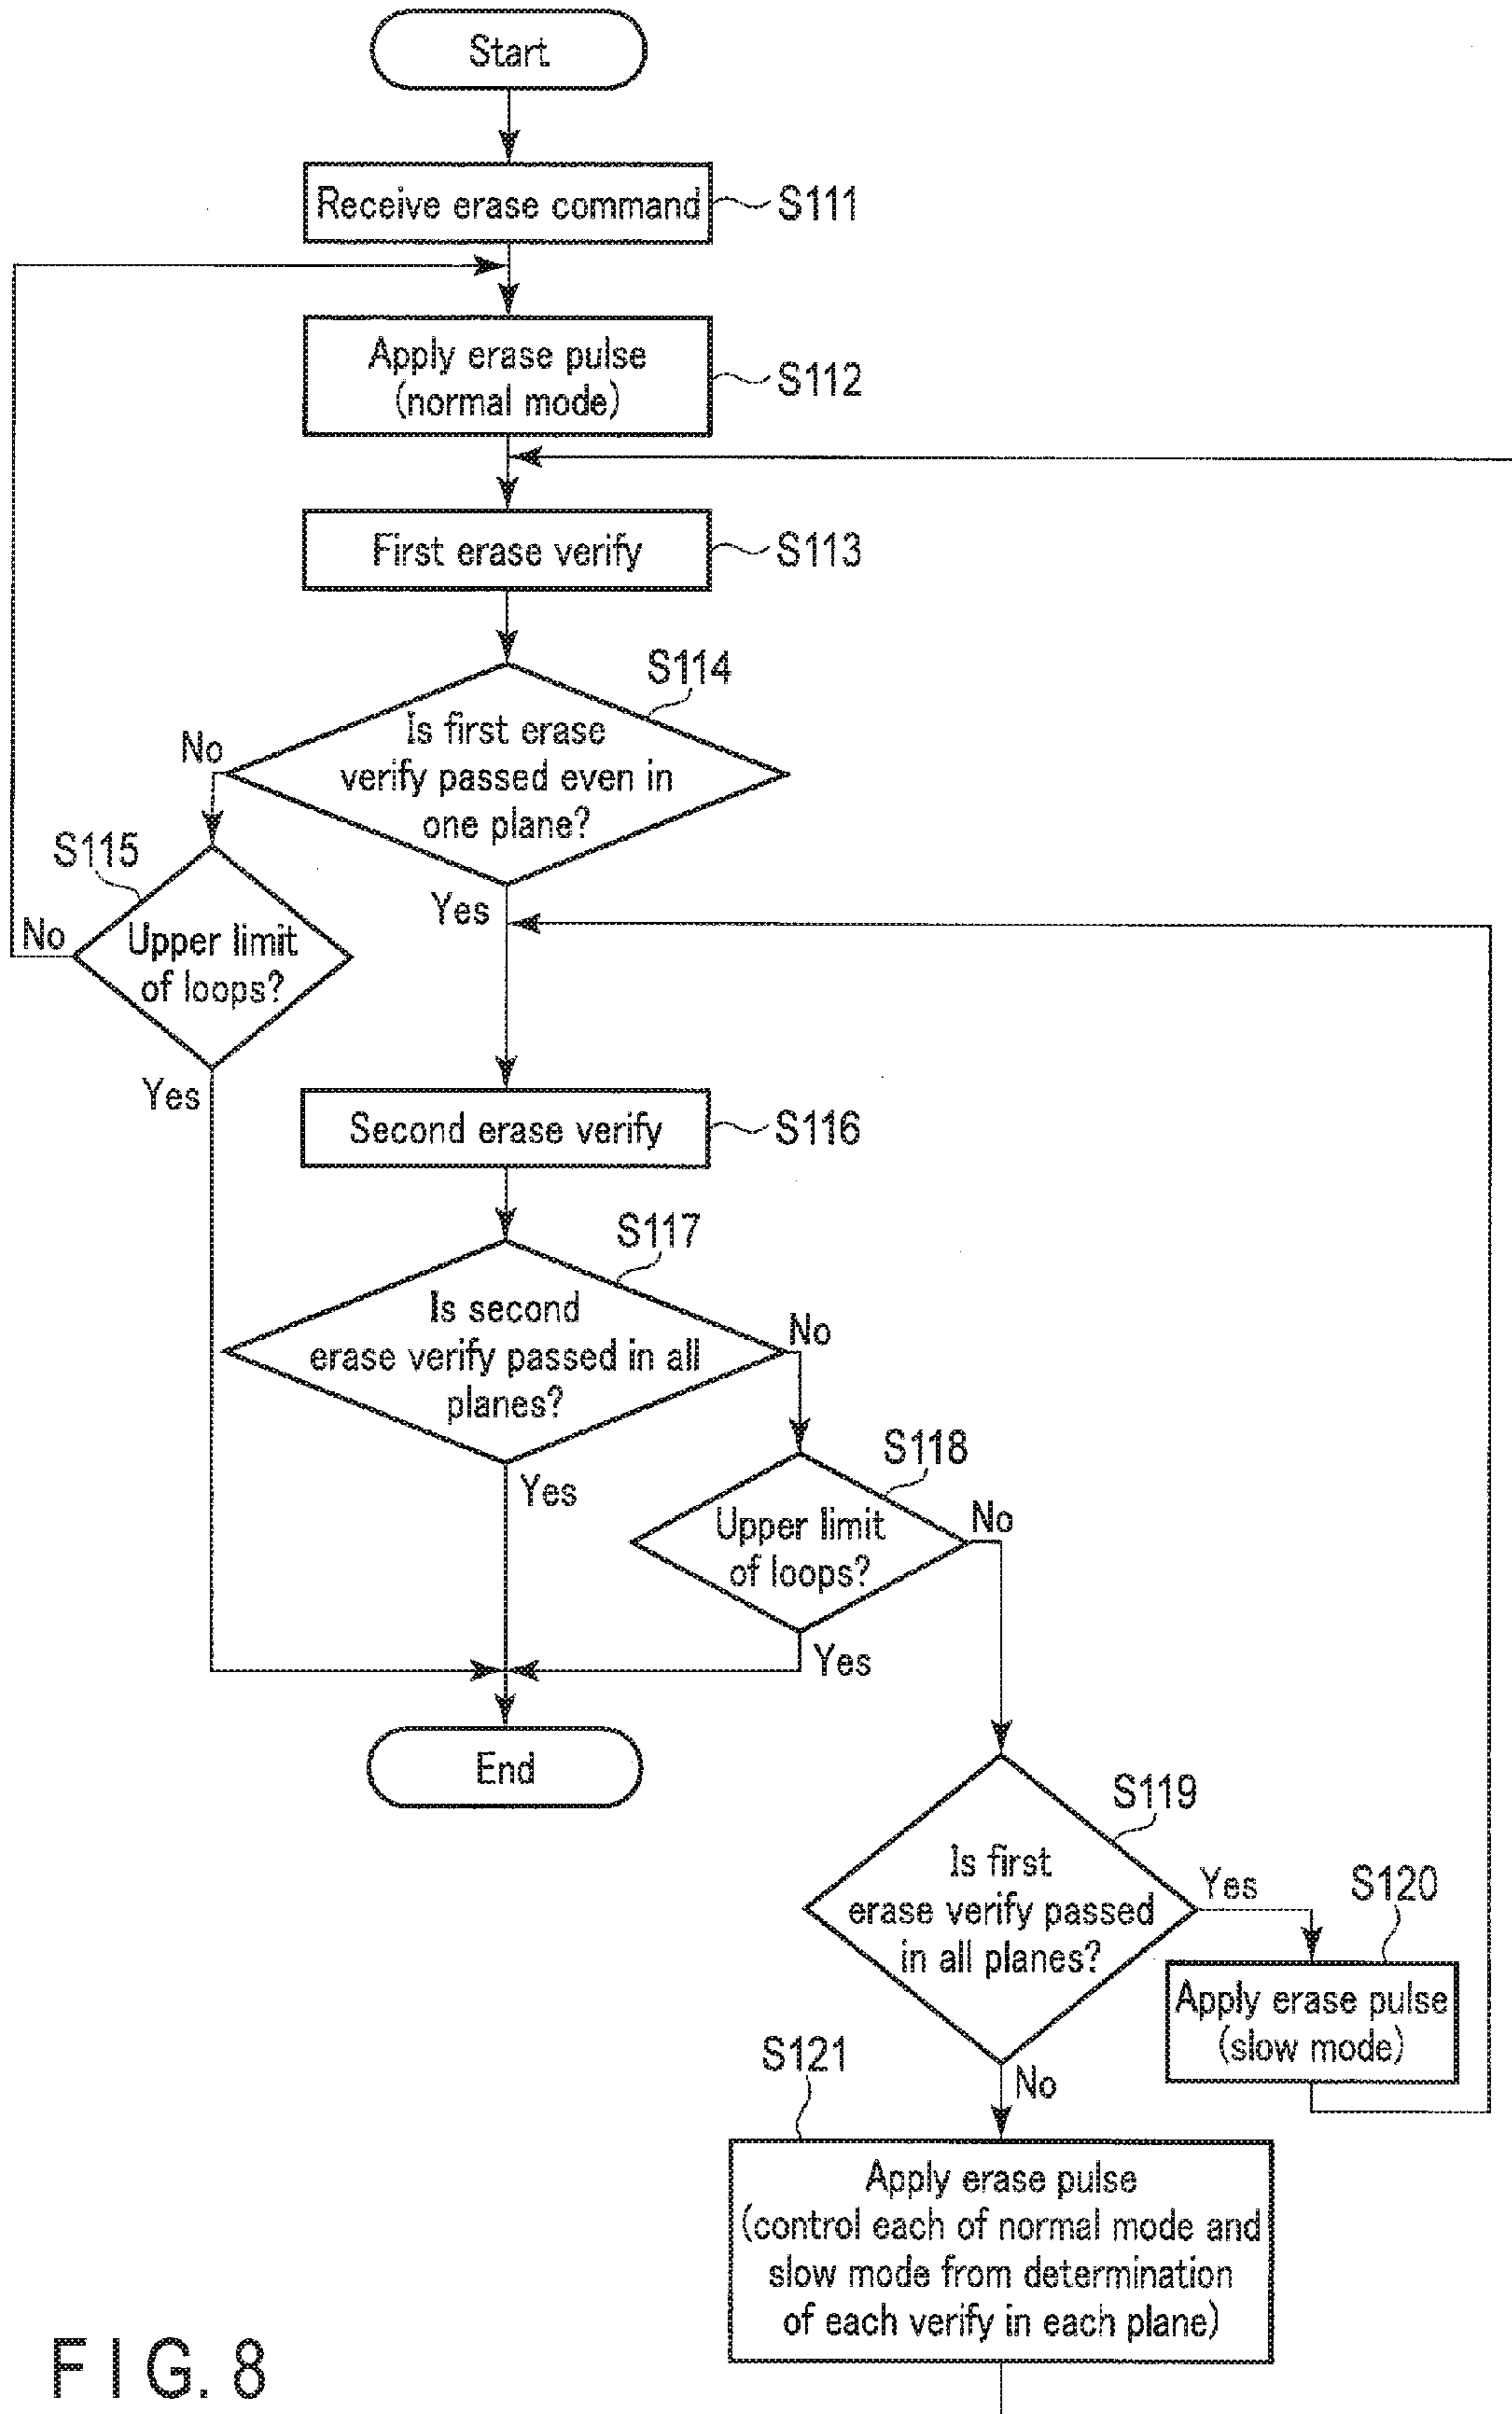 Start
Receive erase command
S111
Apply erase pulse
(normal mode)
S112
First erase verify
S113
S114
Is first erase
verify passed even in
one plane?
No
Yes
S115
Upper limit
of loops?
No
Yes
Second erase verify
S116
S117
Is second
erase verify passed in all
planes?
No
Yes
S118
Upper limit
of loops?
No
Yes
End
S119
Is first
erase verify passed
in all planes?
Yes
No
S120
Apply erase pulse
(slow mode)
S121
Apply erase pulse
(control each of normal mode and
slow mode from determination
of each verify in each plane)
FIG. 8